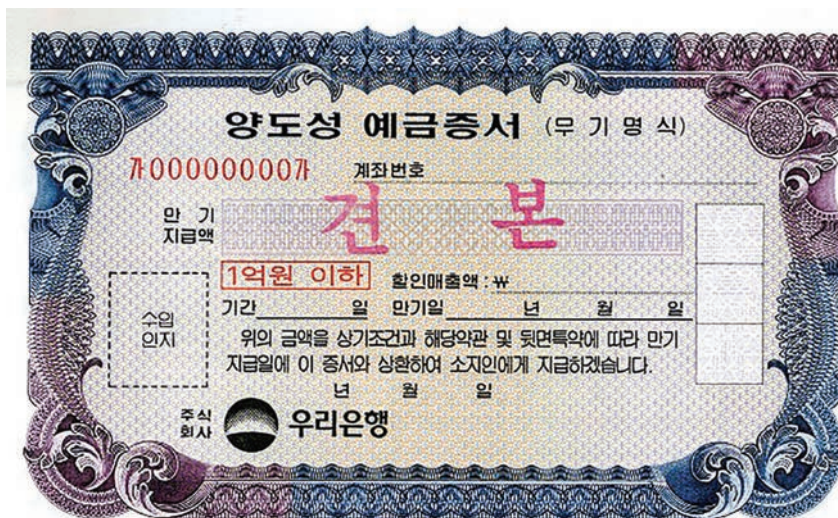 양도성 예금증서 (무기명식)
가00000000가 계좌번호
만 기
지급액
견 본
1억원 이하 할인매출액 : ₩
기간 일 만기일 년 월 일
수입
인지
위의 금액을 상기조건과 해당약관 및 뒷면특약에 따라 만기
지급일에 이 증서와 상환하여 소지인에게 지급하겠습니다.
년 월 일
주식
회사
우리은행